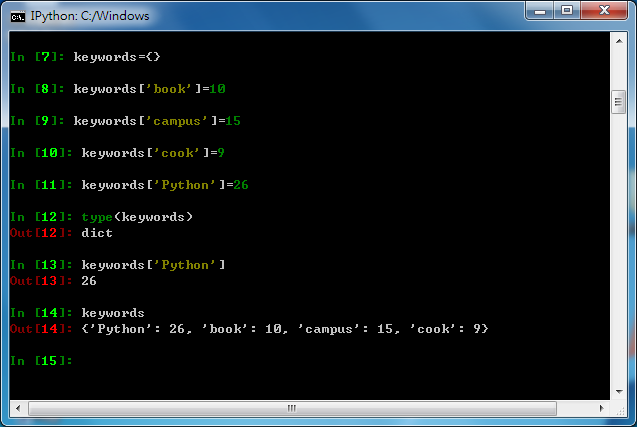 IPython: C:/Windows
In [7]: keywords={}
In [8]: keywords['book']=10
In [9]: keywords['campus']=15
In [10]: keywords['cook']=9
In [11]: keywords['Python']=26
In [12]: type(keywords)
Out[12]: dict
In [13]: keywords['Python']
Out[13]: 26
In [14]: keywords
Out[14]: {'Python': 26, 'book': 10, 'campus': 15, 'cook': 9}
In [15]: